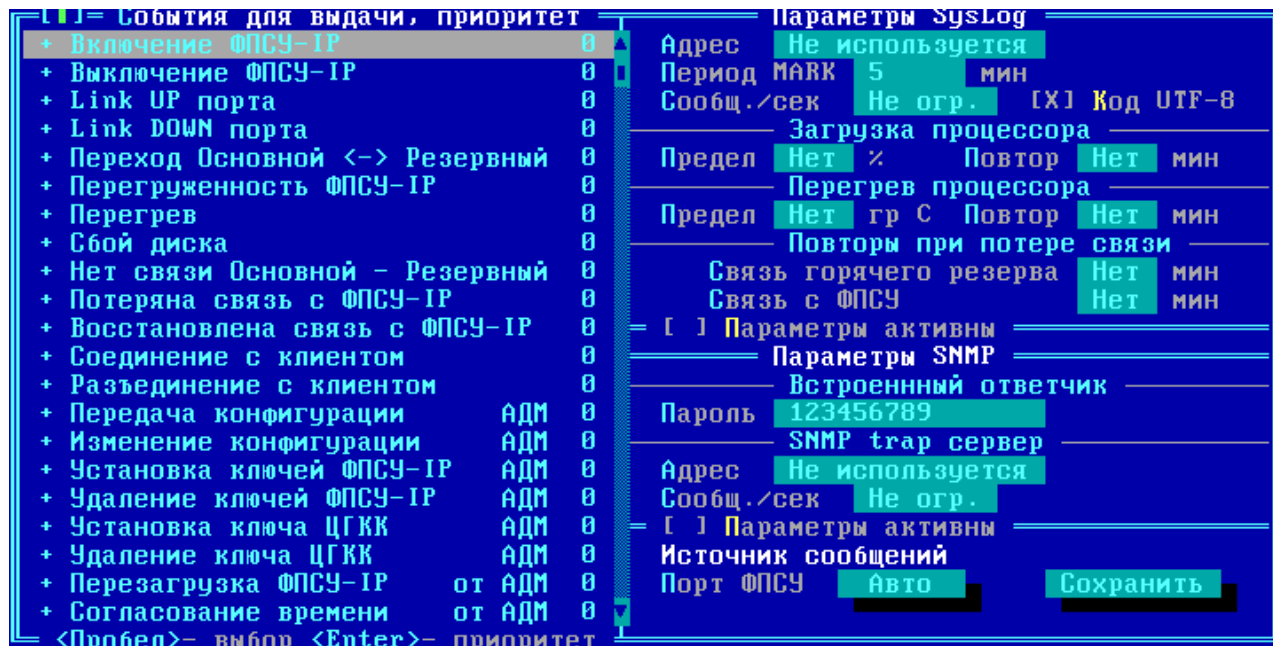 [■]= События для выдачи, приоритет
+ Включение ФПСУ-IP 0
+ Выключение ФПСУ-IP 0
+ Link UP порта 0
+ Link DOWN порта 0
+ Переход Основной <-> Резервный 0
+ Перегруженность ФПСУ-IP 0
+ Перегрев 0
+ Сбой диска 0
+ Нет связи Основной - Резервный 0
+ Потеряна связь с ФПСУ-IP 0
+ Восстановлена связь с ФПСУ-IP 0
+ Соединение с клиентом 0
+ Разъединение с клиентом 0
+ Передача конфигурации АДМ 0
+ Изменение конфигурации АДМ 0
+ Установка ключей ФПСУ-IP АДМ 0
+ Удаление ключей ФПСУ-IP АДМ 0
+ Установка ключа ЦГКК АДМ 0
+ Удаление ключа ЦГКК АДМ 0
+ Перезагрузка ФПСУ-IP от АДМ 0
+ Согласование времени от АДМ 0
<Пробел>- выбор <Enter>- приоритет
Параметры SysLog
Адрес Не используется
Период MARK 5 мин
Сообщ./сек Не огр. [X] Код UTF-8
Загрузка процессора
Предел Нет % Повтор Нет мин
Перегрев процессора
Предел Нет гр С Повтор Нет мин
Повторы при потере связи
Связь горячего резерва Нет мин
Связь с ФПСУ Нет мин
[ ] Параметры активны
Параметры SNMP
Встроеннный ответчик
Пароль 123456789
SNMP trap сервер
Адрес Не используется
Сообщ./сек Не огр.
[ ] Параметры активны
Источник сообщений
Порт ФПСУ Авто Сохранить